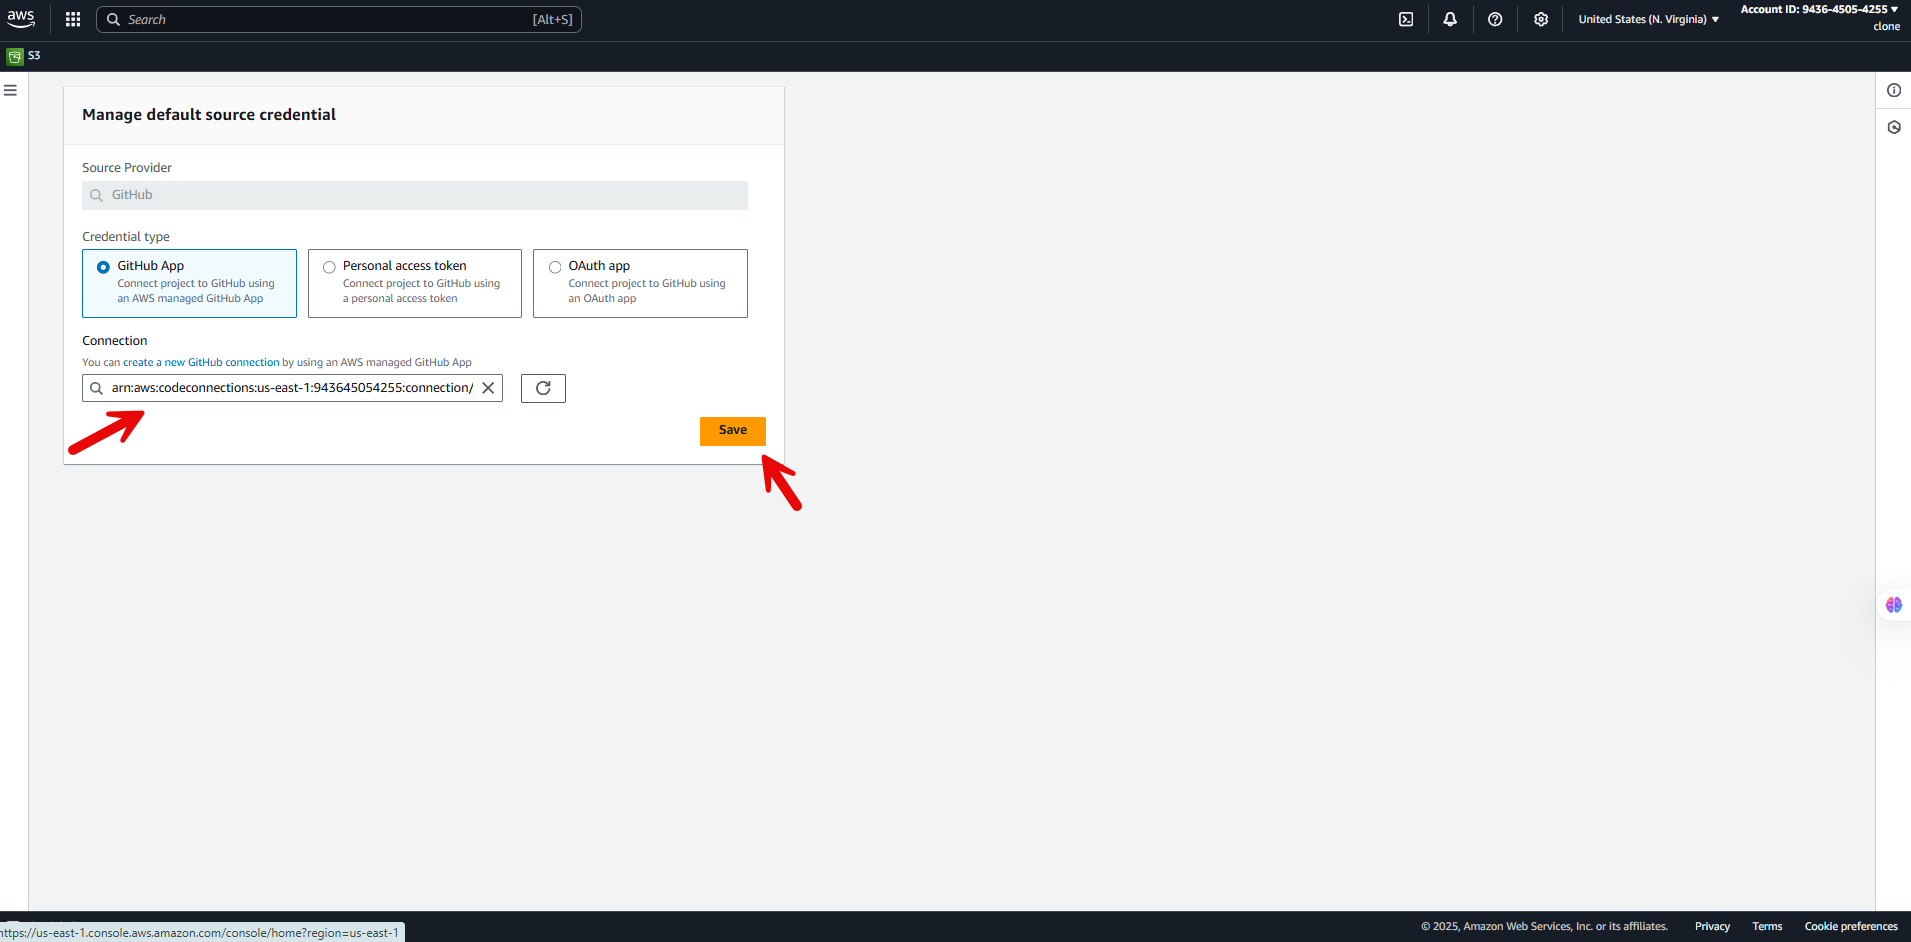 aws
Search
[Alt+S]
United States (N. Virginia)
Account ID: 9436-4505-4255
clone
S3
Manage default source credential
Source Provider
GitHub
Credential type
GitHub App
Connect project to GitHub using
an AWS managed GitHub App
Personal access token
Connect project to GitHub using
a personal access token
OAuth app
Connect project to GitHub using
an OAuth app
Connection
You can create a new GitHub connection by using an AWS managed GitHub App
arn:aws:codeconnections:us-east-1:943645054255:connection/
Save
© 2025, Amazon Web Services, Inc. or its affiliates.
Privacy
Terms
Cookie preferences
https://us-east-1.console.aws.amazon.com/console/home?region=us-east-1